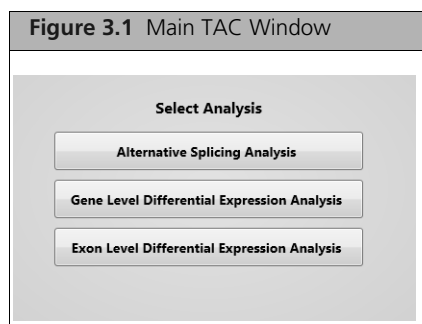 Figure 3.1 Main TAC Window
Select Analysis
Alternative Splicing Analysis
Gene Level Differential Expression Analysis
Exon Level Differential Expression Analysis